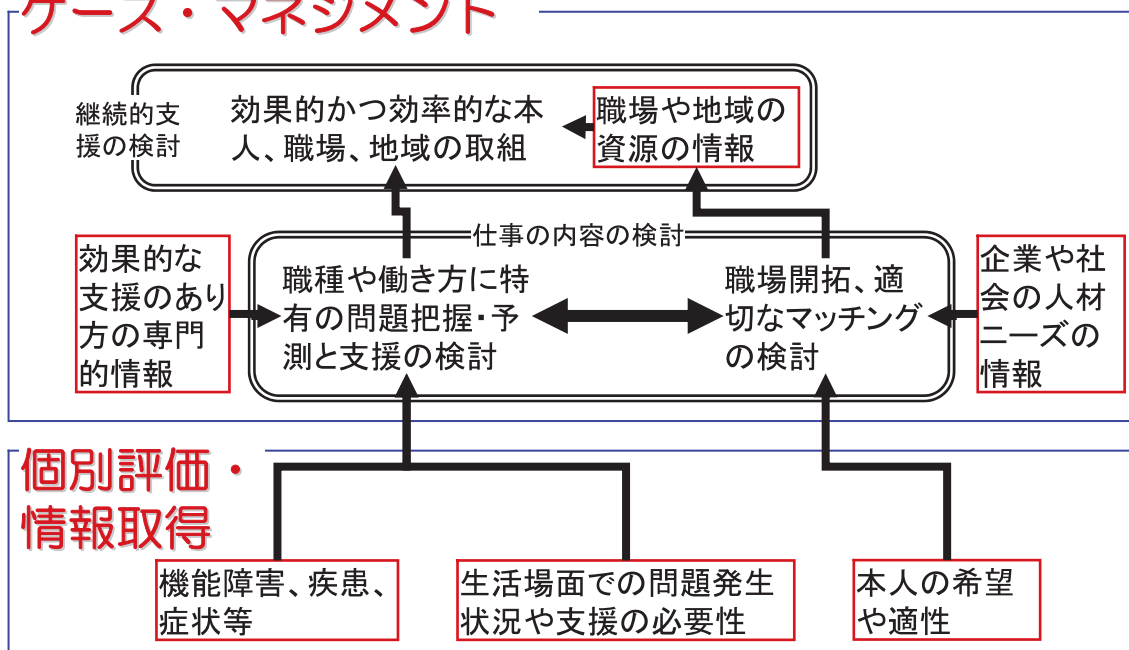 ケース・マネジメント
継続的支
援の検討
効果的かつ効率的な本
人、職場、地域の取組
職場や地域の
資源の情報
仕事の内容の検討
効果的な
支援のあり
方の専門
的情報
職種や働き方に特
有の問題把握・予
測と支援の検討
職場開拓、適
切なマッチング
の検討
企業や社
会の人材
ニーズの
情報
個別評価・
情報取得
機能障害、疾患、
症状等
生活場面での問題発生
状況や支援の必要性
本人の希望
や適性